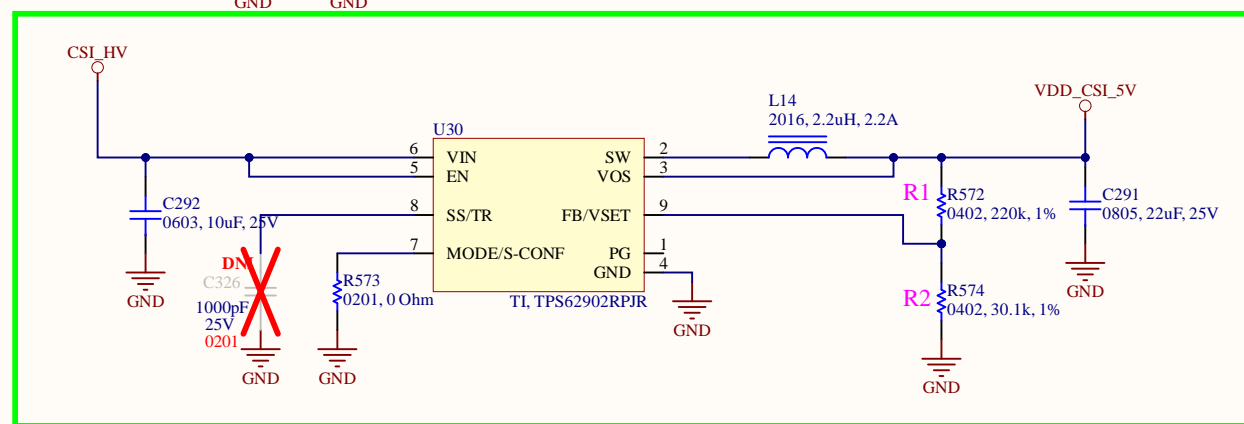 GND
GND
CSI_HV
VDD_CSI_5V
L14
2016, 2.2uH, 2.2A
U30
6
VIN
SW
2
5
EN
VOS
3
8
SS/TR
FB/VSET
9
7
MODE/S-CONF
PG
1
GND
4
TI, TPS62902RPJR
C292
0603, 10uF, 25V
GND
DNI
C326
1000pF
25V
0201
GND
R573
0201, 0 Ohm
GND
GND
R1
R572
0402, 220k, 1%
R2
R574
0402, 30.1k, 1%
GND
C291
0805, 22uF, 25V
GND